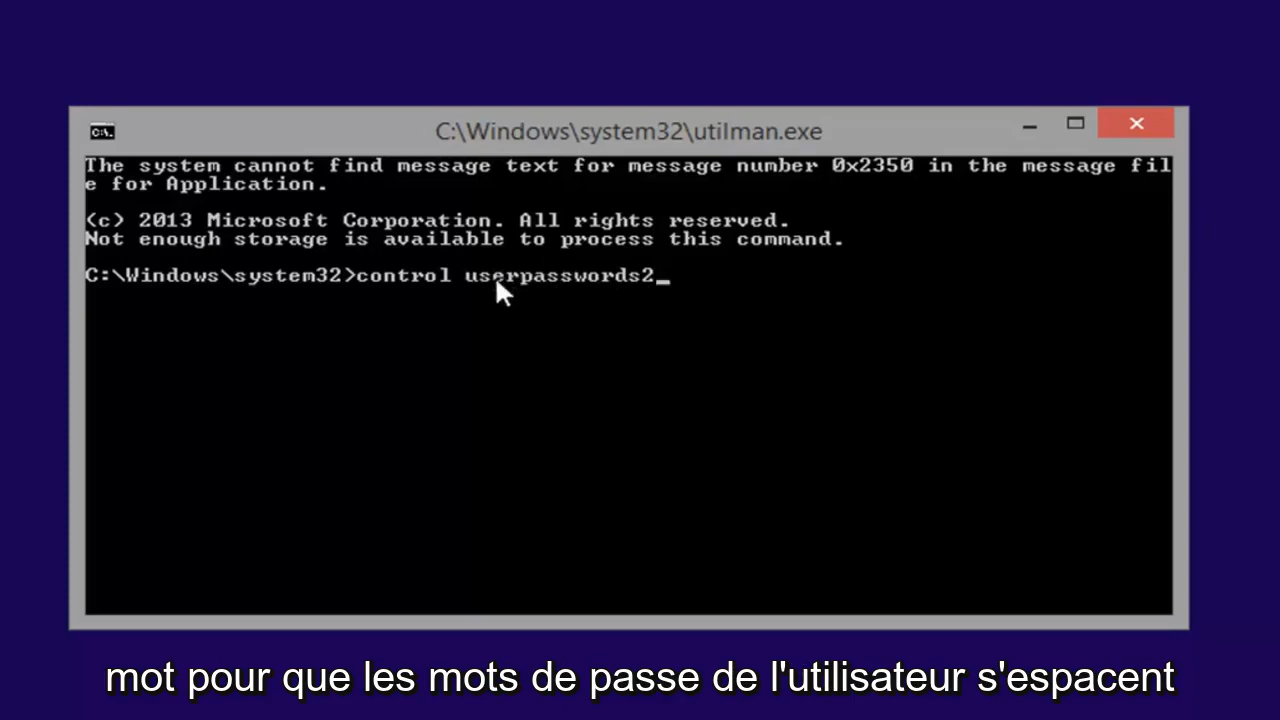 C:\Windows\system32\utilman.exe
The system cannot find message text for message number 0x2350 in the message fil
e for Application.
(c) 2013 Microsoft Corporation. All rights reserved.
Not enough storage is available to process this command.
C:\Windows\system32>control userpasswords2_
mot pour que les mots de passe de l'utilisateur s'espacent